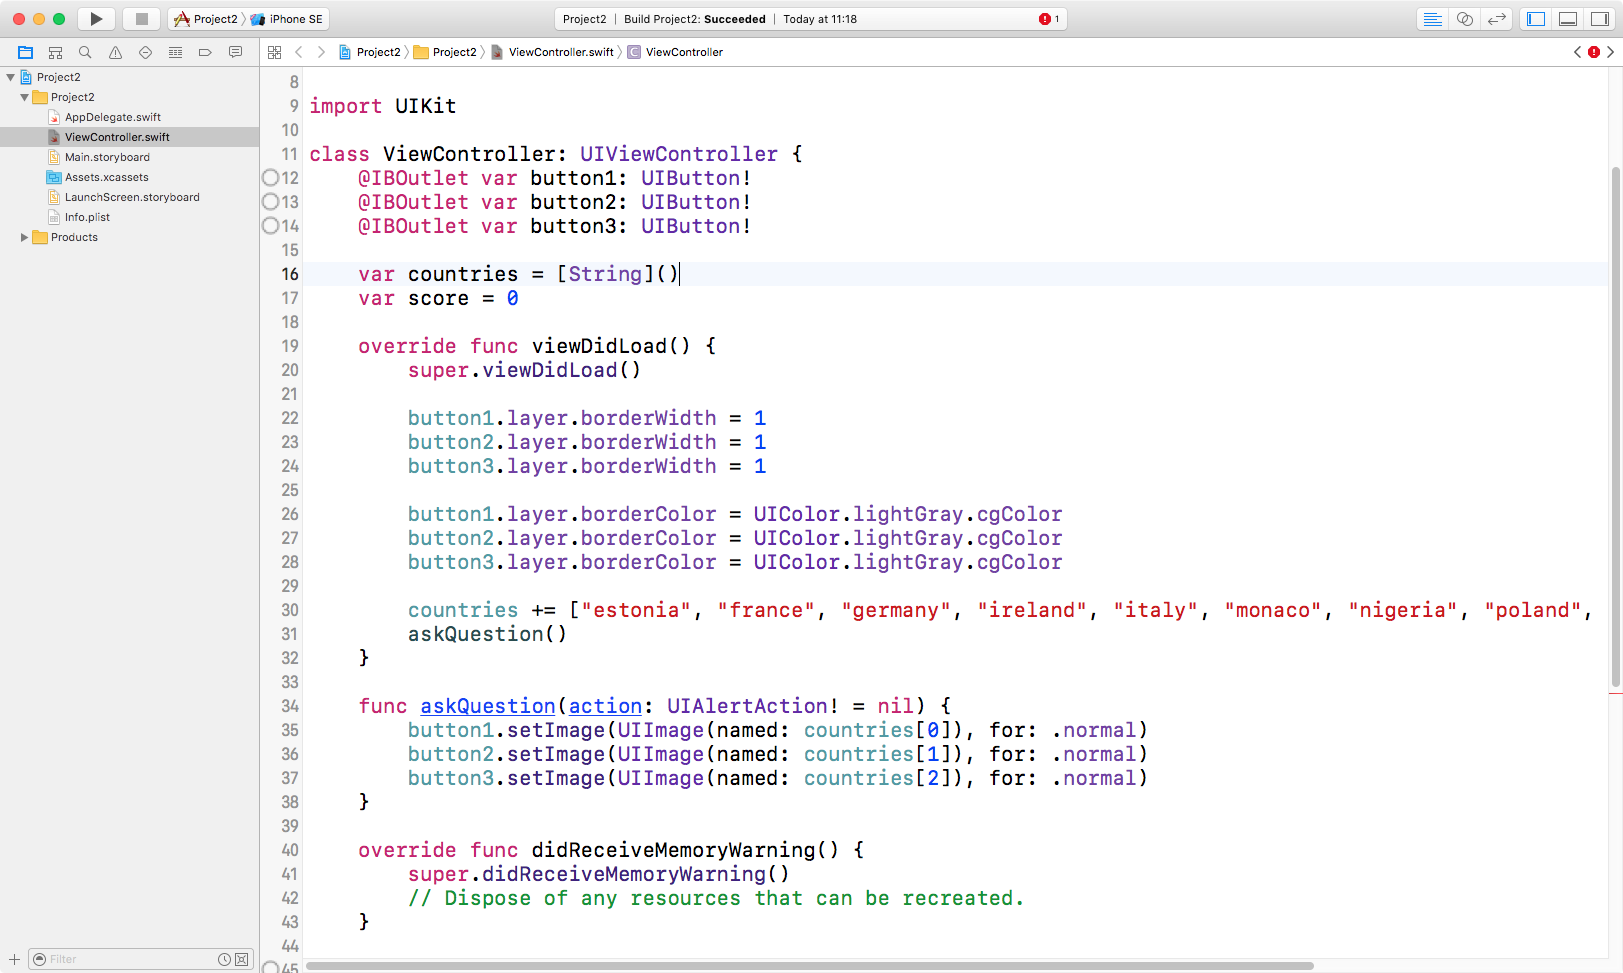 Project2 iPhone SE
Project2 | Build Project2: Succeeded | Today at 11:18
1
Project2 Project2 ViewController.swift C ViewController
Project2
Project2
AppDelegate.swift
ViewController.swift
Main.storyboard
Assets.xcassets
LaunchScreen.storyboard
Info.plist
Products
Filter
8
9 import UIKit
10
11 class ViewController: UIViewController {
12 @IBOutlet var button1: UIButton!
13 @IBOutlet var button2: UIButton!
14 @IBOutlet var button3: UIButton!
15
16 var countries = [String]()
17 var score = 0
18
19 override func viewDidLoad() {
20 super.viewDidLoad()
21
22 button1.layer.borderWidth = 1
23 button2.layer.borderWidth = 1
24 button3.layer.borderWidth = 1
25
26 button1.layer.borderColor = UIColor.lightGray.cgColor
27 button2.layer.borderColor = UIColor.lightGray.cgColor
28 button3.layer.borderColor = UIColor.lightGray.cgColor
29
30 countries += ["estonia", "france", "germany", "ireland", "italy", "monaco", "nigeria", "poland",
31 askQuestion()
32 }
33
34 func askQuestion(action: UIAlertAction! = nil) {
35 button1.setImage(UIImage(named: countries[0]), for: .normal)
36 button2.setImage(UIImage(named: countries[1]), for: .normal)
37 button3.setImage(UIImage(named: countries[2]), for: .normal)
38 }
39
40 override func didReceiveMemoryWarning() {
41 super.didReceiveMemoryWarning()
42 // Dispose of any resources that can be recreated.
43 }
44
45